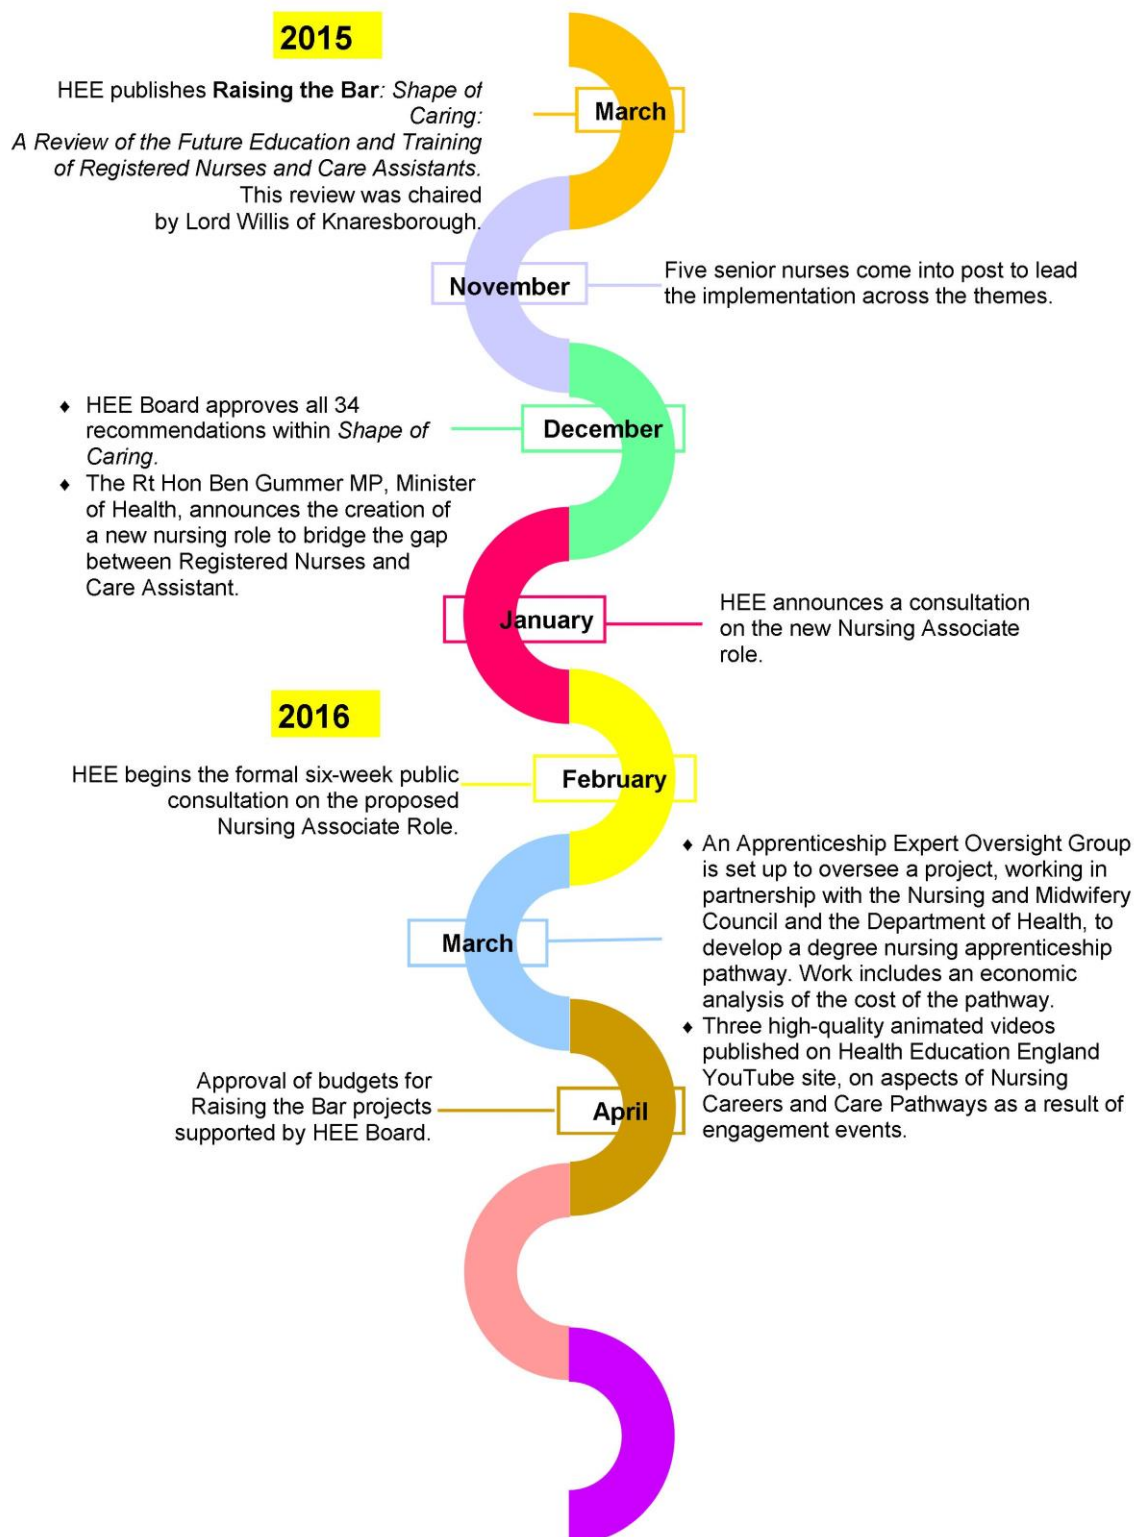 2015
HEE publishes Raising the Bar: Shape of
Caring:
A Review of the Future Education and Training
of Registered Nurses and Care Assistants.
This review was chaired
by Lord Willis of Knaresborough.
March
November
Five senior nurses come into post to lead
the implementation across the themes.
♦ HEE Board approves all 34
recommendations within Shape of
Caring.
♦ The Rt Hon Ben Gummer MP, Minister
of Health, announces the creation of
a new nursing role to bridge the gap
between Registered Nurses and
Care Assistant.
December
January
HEE announces a consultation
on the new Nursing Associate
role.
2016
HEE begins the formal six-week public
consultation on the proposed
Nursing Associate Role.
February
March
♦ An Apprenticeship Expert Oversight Group
is set up to oversee a project, working in
partnership with the Nursing and Midwifery
Council and the Department of Health, to
develop a degree nursing apprenticeship
pathway. Work includes an economic
analysis of the cost of the pathway.
♦ Three high-quality animated videos
published on Health Education England
YouTube site, on aspects of Nursing
Careers and Care Pathways as a result of
engagement events.
Approval of budgets for
Raising the Bar projects
supported by HEE Board.
April